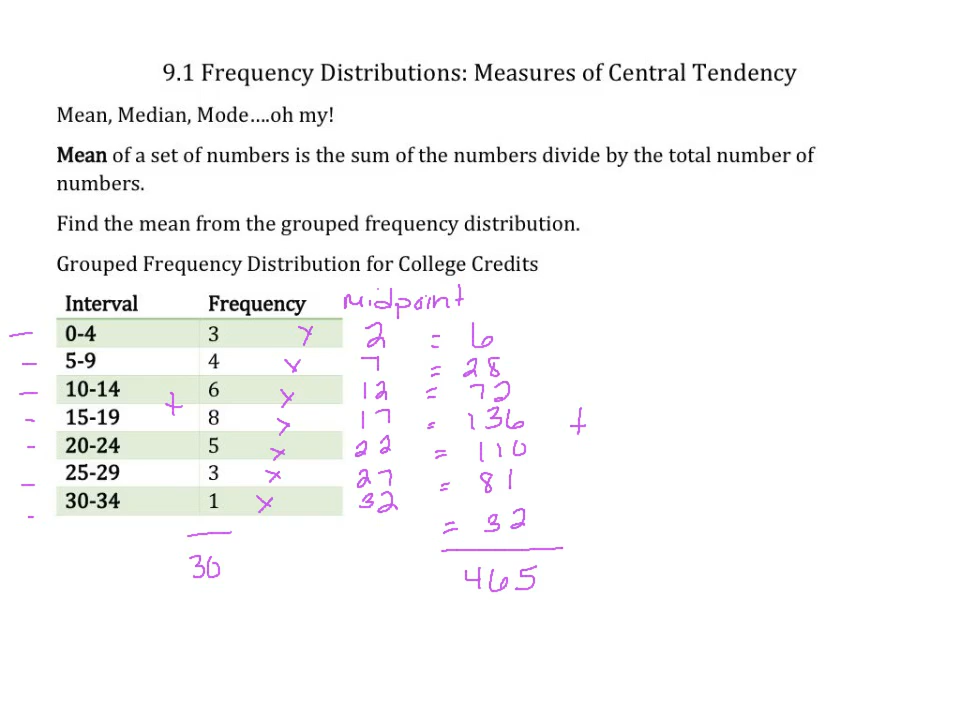 9.1 Frequency Distributions: Measures of Central Tendency
Mean, Median, Mode....oh my!
Mean of a set of numbers is the sum of the numbers divide by the total number of
numbers.
Find the mean from the grouped frequency distribution.
Grouped Frequency Distribution for College Credits
Interval Frequency midpoint
- 0-4 3 x 2 = 6
- 5-9 4 x 7 = 28
- 10-14 6 x 12 = 72
- 15-19 + 8 x 17 = 136 +
- 20-24 5 x 22 = 110
- 25-29 3 x 27 = 81
- 30-34 1 x 32 = 32
30 465